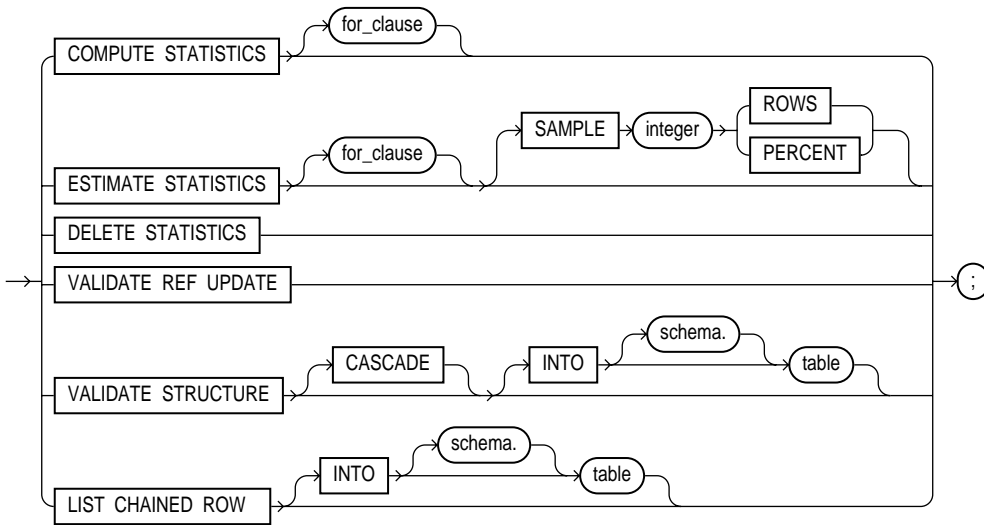 COMPUTE STATISTICS for_clause
ESTIMATE STATISTICS for_clause SAMPLE integer ROWS
PERCENT
DELETE STATISTICS
VALIDATE REF UPDATE ;
VALIDATE STRUCTURE CASCADE INTO schema. table
LIST CHAINED ROW INTO schema. table